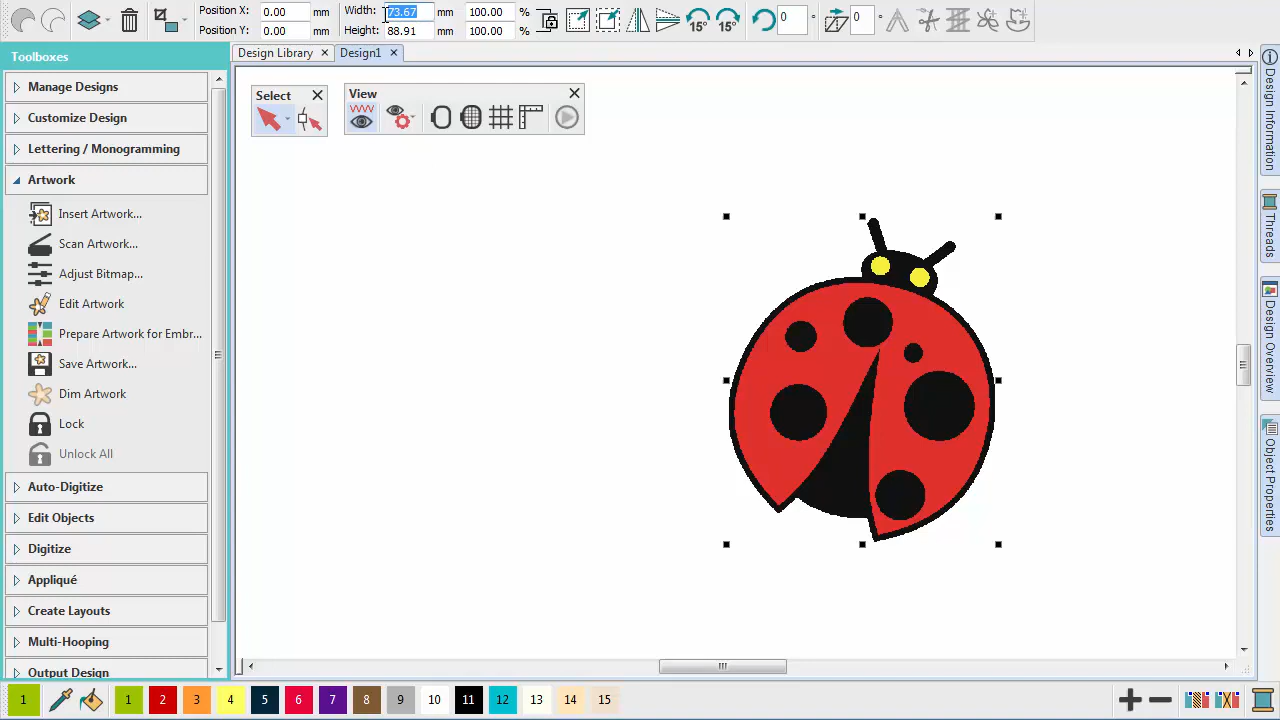 Position X: 0.00 mm Width: 73.67 mm 100.00 % 15° 15° 0 ° 0 °
Position Y: 0.00 mm Height: 88.91 mm 100.00 %
Toolboxes
Design Library Design1
Manage Designs
Customize Design
Lettering / Monogramming
Artwork
Insert Artwork...
Scan Artwork...
Adjust Bitmap...
Edit Artwork
Prepare Artwork for Embr...
Save Artwork...
Dim Artwork
Lock
Unlock All
Auto-Digitize
Edit Objects
Digitize
Appliqué
Create Layouts
Multi-Hooping
Output Design
Select
View
Design Information
Threads
Design Overview
Object Properties
1 1 2 3 4 5 6 7 8 9 10 11 12 13 14 15